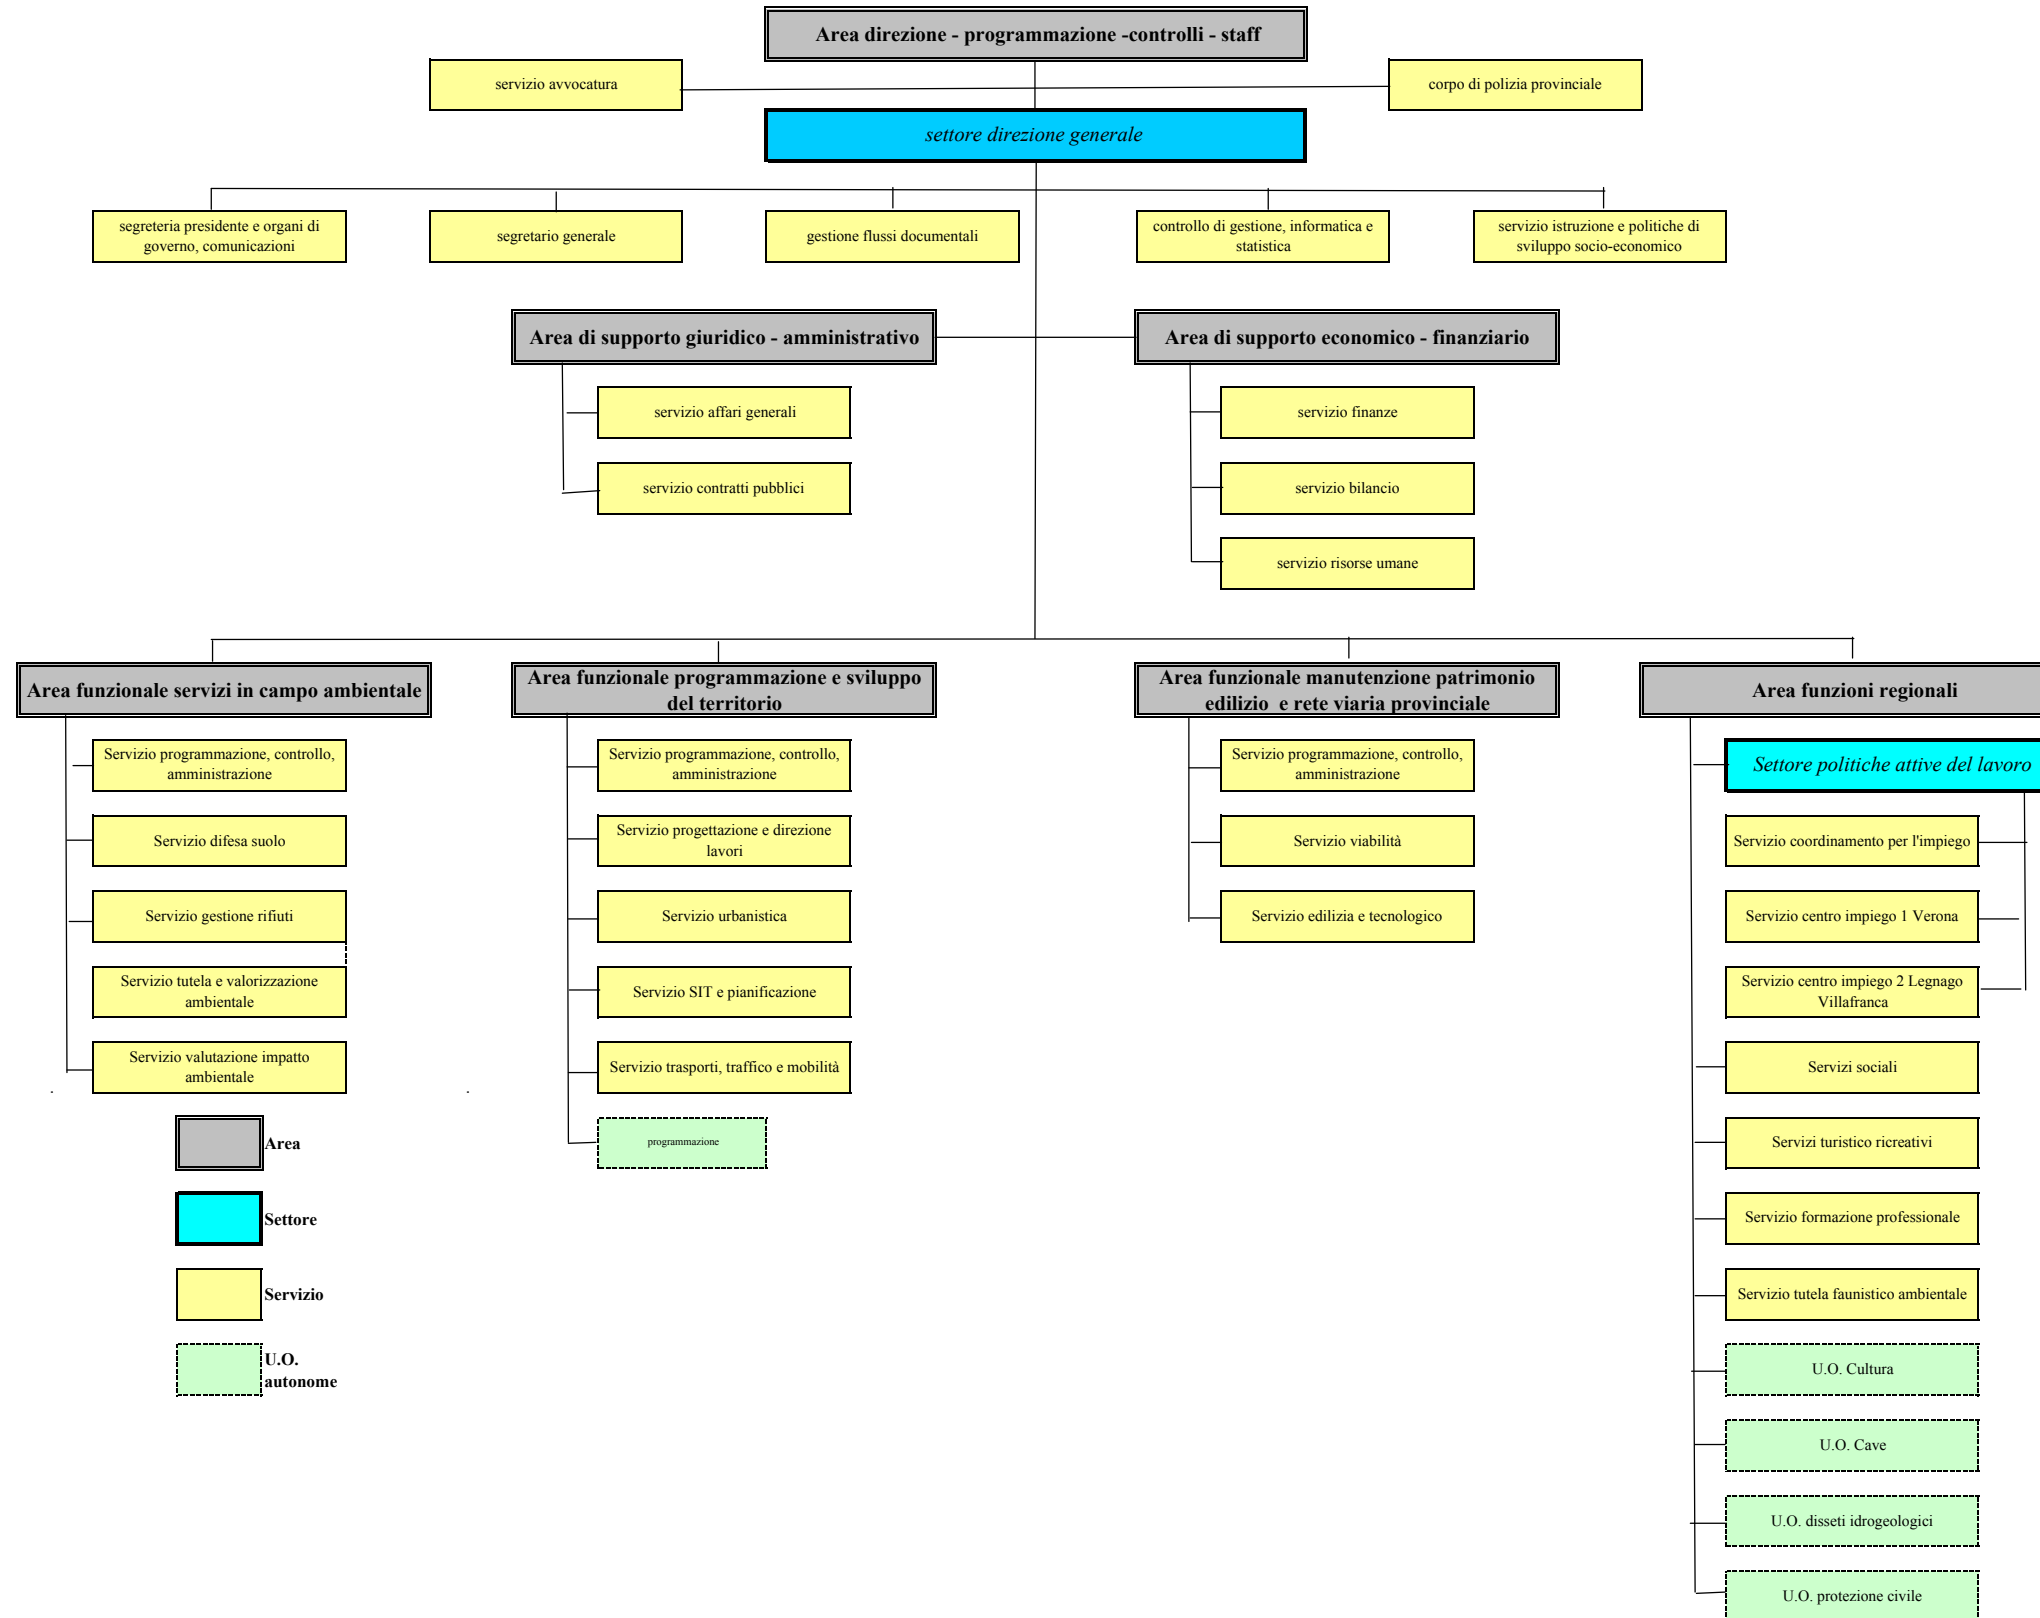 Area direzione - programmazione -controlli - staff
servizio avvocatura
corpo di polizia provinciale
settore direzione generale
segreteria presidente e organi di
governo, comunicazioni
segretario generale
gestione flussi documentali
controllo di gestione, informatica e
statistica
servizio istruzione e politiche di
sviluppo socio-economico
Area di supporto giuridico - amministrativo
Area di supporto economico - finanziario
servizio affari generali
servizio finanze
servizio contratti pubblici
servizio bilancio
servizio risorse umane
Area funzionale servizi in campo ambientale
Servizio programmazione, controllo,
amministrazione
Servizio difesa suolo
Servizio gestione rifiuti
Servizio tutela e valorizzazione
ambientale
Servizio valutazione impatto
ambientale
Area funzionale programmazione e sviluppo
del territorio
Servizio programmazione, controllo,
amministrazione
Servizio progettazione e direzione
lavori
Servizio urbanistica
Servizio SIT e pianificazione
Servizio trasporti, traffico e mobilità
programmazione
Area funzionale manutenzione patrimonio
edilizio e rete viaria provinciale
Servizio programmazione, controllo,
amministrazione
Servizio viabilità
Servizio edilizia e tecnologico
Area funzioni regionali
Settore politiche attive del lavoro
Servizio coordinamento per l'impiego
Servizio centro impiego 1 Verona
Servizio centro impiego 2 Legnago
Villafranca
Servizi sociali
Servizi turistico ricreativi
Servizio formazione professionale
Servizio tutela faunistico ambientale
U.O. Cultura
U.O. Cave
U.O. disseti idrogeologici
U.O. protezione civile
Area
Settore
Servizio
U.O.
autonome